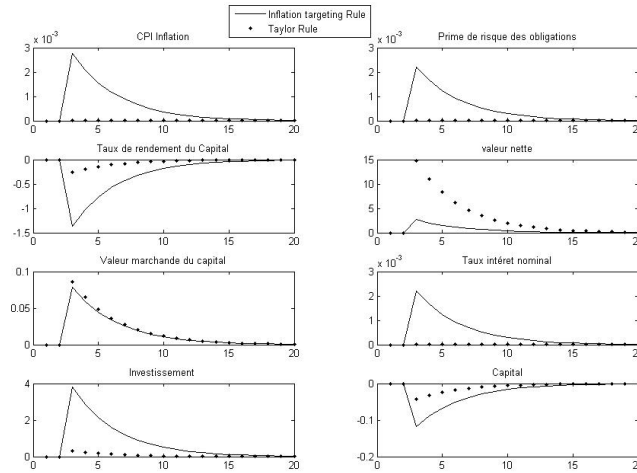 Inflation targeting Rule
Taylor Rule
x 10⁻³
CPI Inflation
3
2
1
0
0 5 10 15 20
x 10⁻³
Prime de risque des obligations
3
2
1
0
0 5 10 15 20
Taux de rendement du Capital
0
-0.5
-1
-1.5
0 5 10 15 20
valeur nette
15
10
5
0
0 5 10 15 20
Valeur marchande du capital
0.1
0.05
0
0 5 10 15 20
x 10⁻³
Taux intéret nominal
3
2
1
0
0 5 10 15 20
Investissement
4
2
0
0 5 10 15 20
Capital
0
-0.1
-0.2
0 5 10 15 20